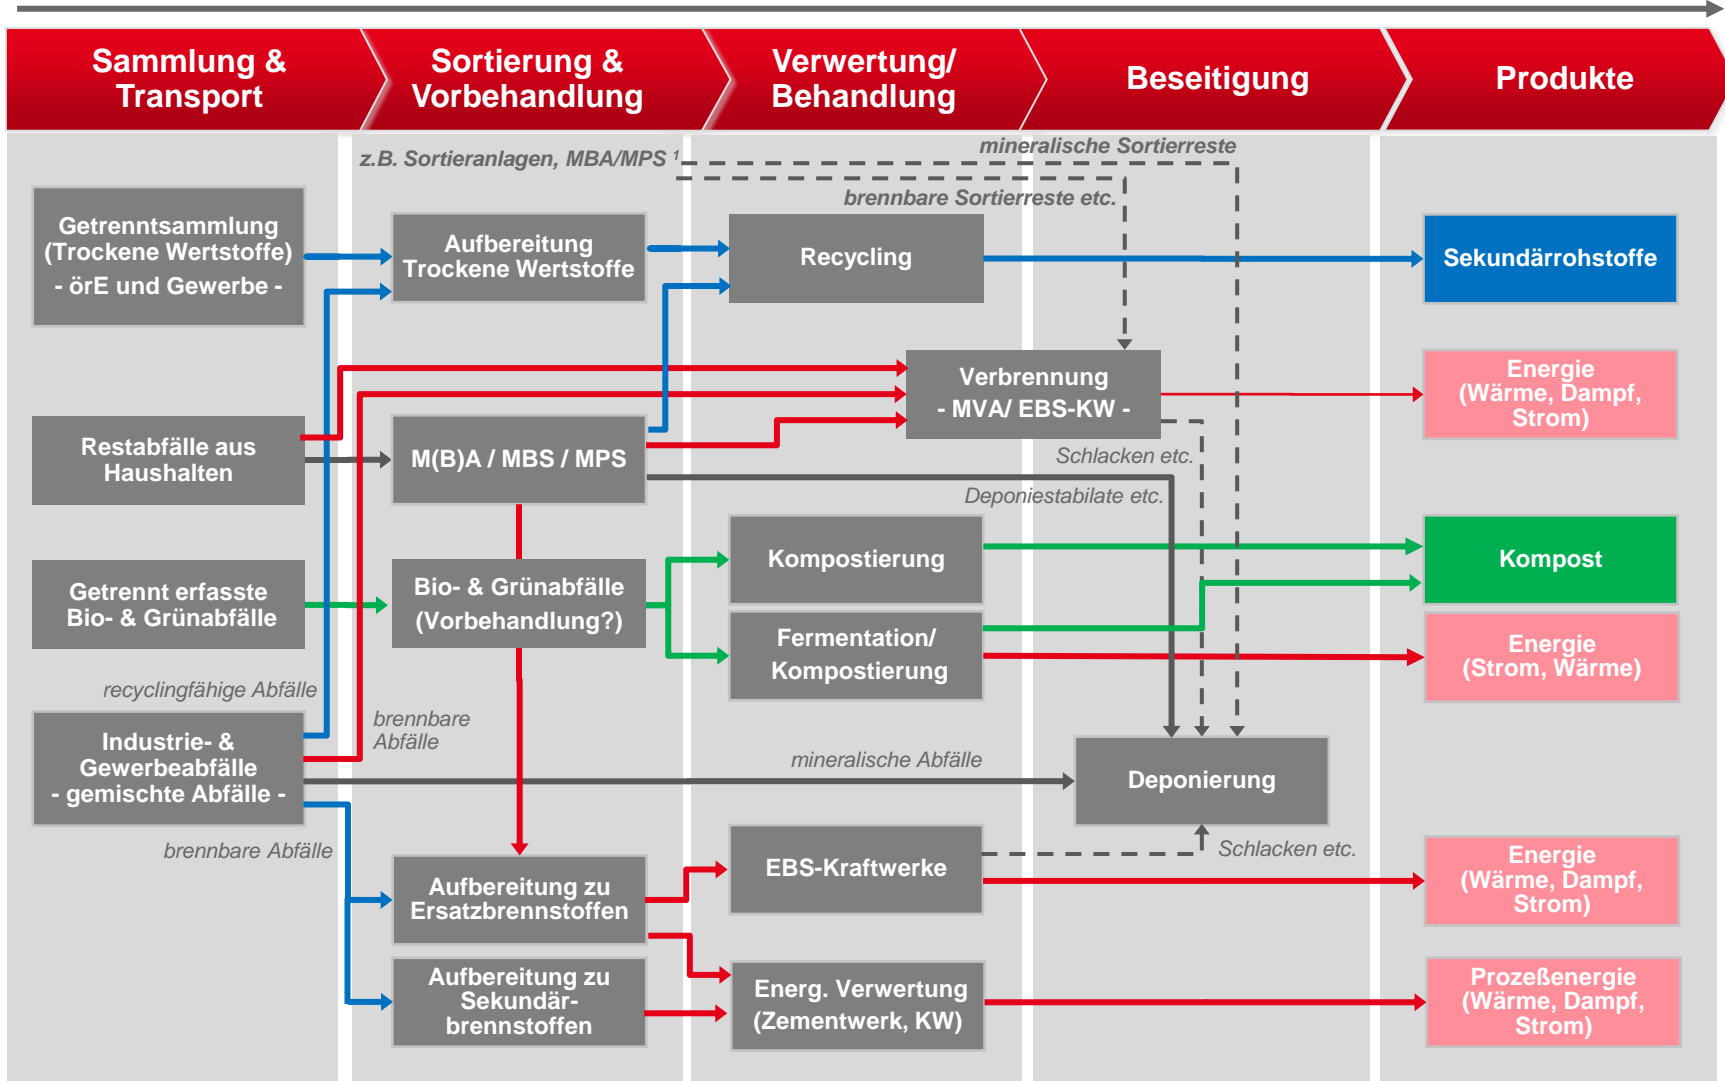 Sammlung &
Transport
Sortierung &
Vorbehandlung
Verwertung/
Behandlung
Beseitigung
Produkte
z.B. Sortieranlagen, MBA/MPS ¹
mineralische Sortierreste
brennbare Sortierreste etc.
Getrenntsammlung
(Trockene Wertstoffe)
- örE und Gewerbe -
Aufbereitung
Trockene Wertstoffe
Recycling
Sekundärrohstoffe
Verbrennung
- MVA/ EBS-KW -
Energie
(Wärme, Dampf,
Strom)
Restabfälle aus
Haushalten
M(B)A / MBS / MPS
Schlacken etc.
Deponiestabilate etc.
Getrennt erfasste
Bio- & Grünabfälle
Bio- & Grünabfälle
(Vorbehandlung?)
Kompostierung
Kompost
Fermentation/
Kompostierung
Energie
(Strom, Wärme)
recyclingfähige Abfälle
brennbare
Abfälle
Industrie- &
Gewerbeabfälle
- gemischte Abfälle -
mineralische Abfälle
Deponierung
brennbare Abfälle
Schlacken etc.
Aufbereitung zu
Ersatzbrennstoffen
EBS-Kraftwerke
Energie
(Wärme, Dampf,
Strom)
Aufbereitung zu
Sekundär-
brennstoffen
Energ. Verwertung
(Zementwerk, KW)
Prozeßenergie
(Wärme, Dampf,
Strom)